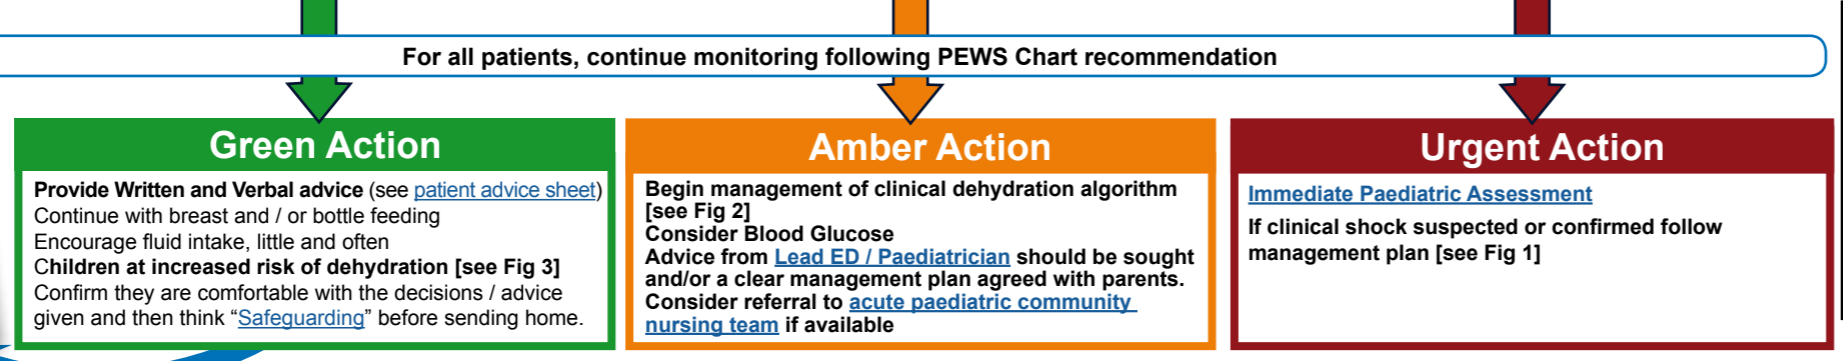 For all patients, continue monitoring following PEWS Chart recommendation
Green Action
Provide Written and Verbal advice (see patient advice sheet)
Continue with breast and / or bottle feeding
Encourage fluid intake, little and often
Children at increased risk of dehydration [see Fig 3]
Confirm they are comfortable with the decisions / advice
given and then think “Safeguarding” before sending home.
Amber Action
Begin management of clinical dehydration algorithm
[see Fig 2]
Consider Blood Glucose
Advice from Lead ED / Paediatrician should be sought
and/or a clear management plan agreed with parents.
Consider referral to acute paediatric community
nursing team if available
Urgent Action
Immediate Paediatric Assessment
If clinical shock suspected or confirmed follow
management plan [see Fig 1]